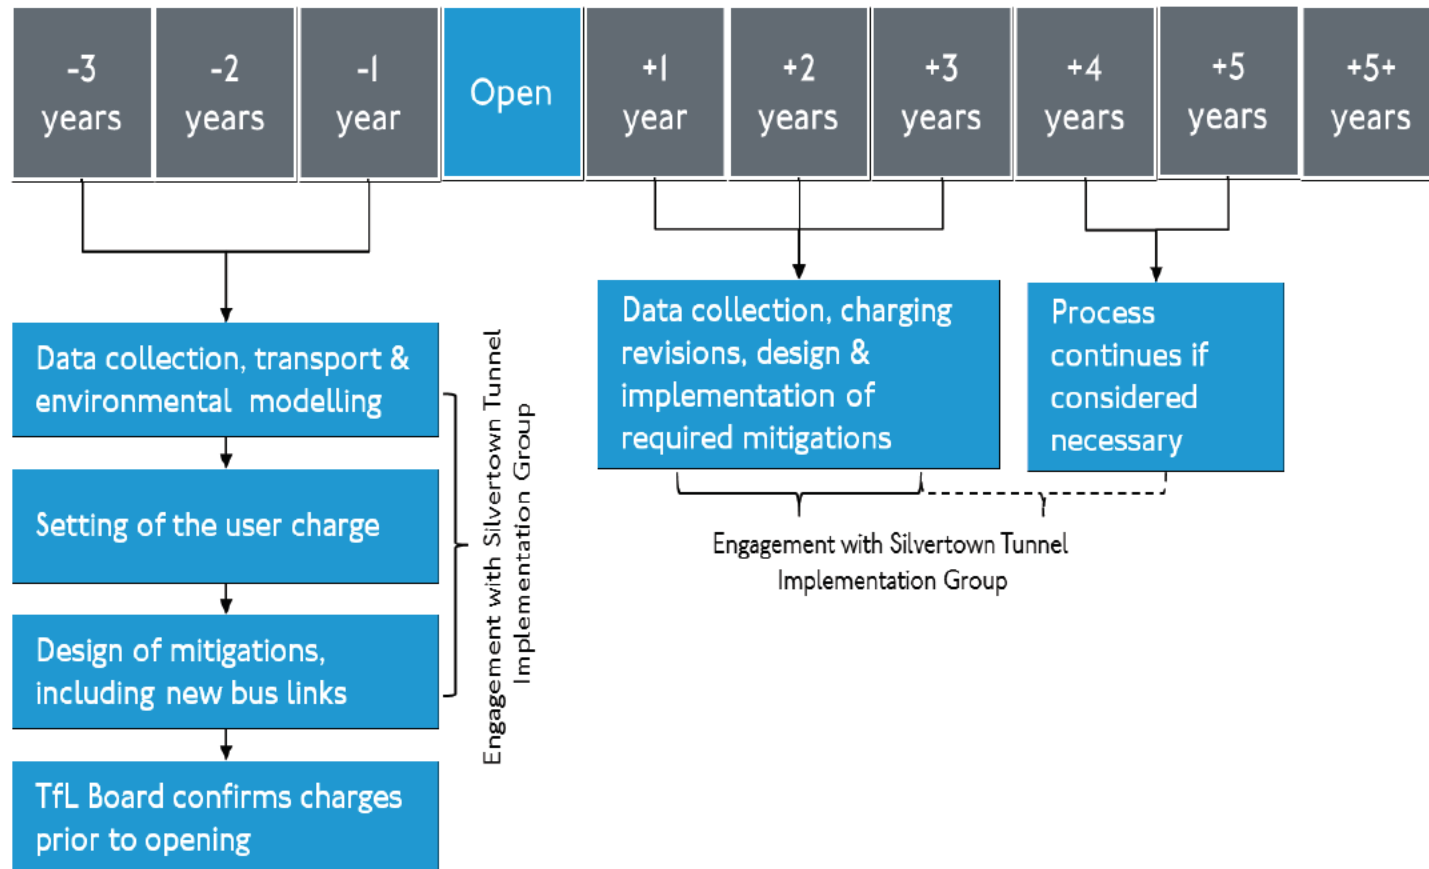 -3
years
-2
years
-1
year
Open
+1
year
+2
years
+3
years
+4
years
+5
years
+5+
years
Data collection, transport &
environmental modelling
Setting of the user charge
Design of mitigations,
including new bus links
TfL Board confirms charges
prior to opening
Engagement with Silvertown Tunnel
Implementation Group
Data collection, charging
revisions, design &
implementation of
required mitigations
Process
continues if
considered
necessary
Engagement with Silvertown Tunnel
Implementation Group